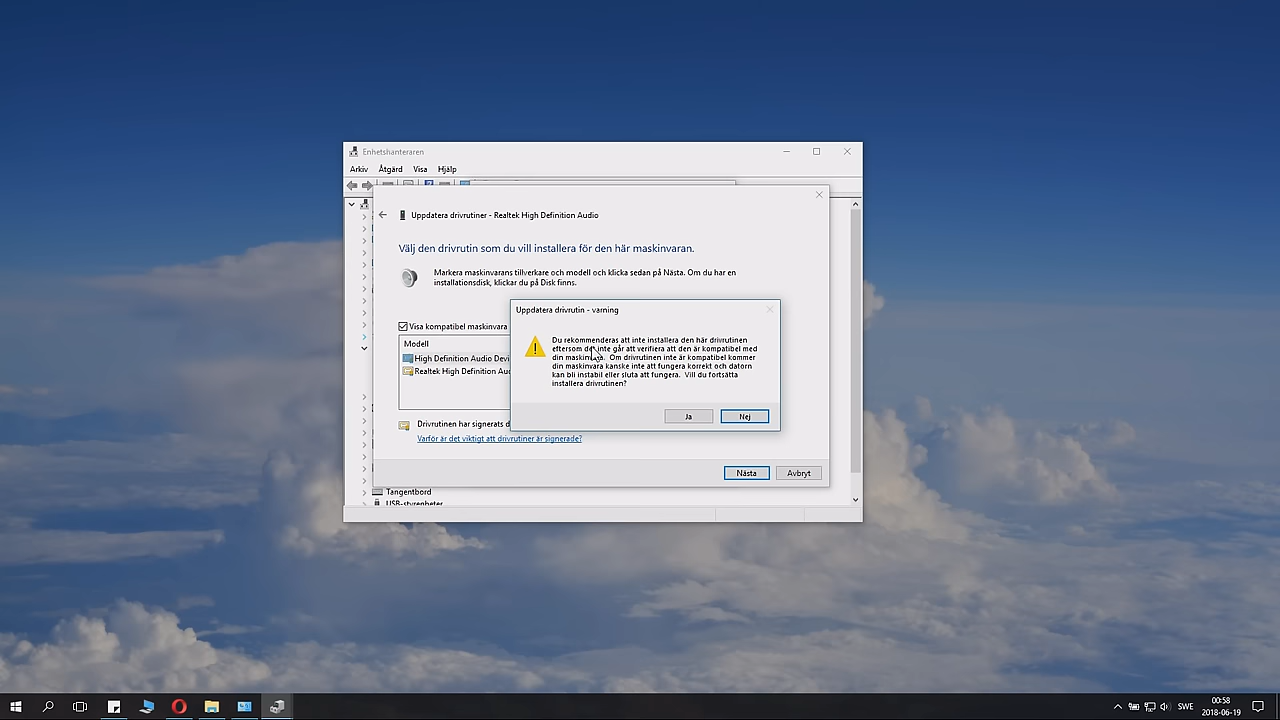 Enhetshanteraren
Arkiv Åtgärd Visa Hjälp
Uppdatera drivrutiner - Realtek High Definition Audio
Välj den drivrutin som du vill installera för den här maskinvaran.
Markera maskinvarans tillverkare och modell och klicka sedan på Nästa. Om du har en
installationsdisk, klickar du på Disk finns.
Visa kompatibel maskinvara
Modell
High Definition Audio Devi
Realtek High Definition Au
Drivrutinen har signerats d
Varför är det viktigt att drivrutiner är signerade?
Uppdatera drivrutin - varning
Du rekommenderas att inte installera den här drivrutinen
eftersom det inte går att verifiera att den är kompatibel med
din maskinvara. Om drivrutinen inte är kompatibel kommer
din maskinvara kanske inte att fungera korrekt och datorn
kan bli instabil eller sluta att fungera. Vill du fortsätta
installera drivrutinen?
Ja Nej
Nästa Avbryt
Tangentbord
USB-styrenheter
SWE
00:58
2018-06-19